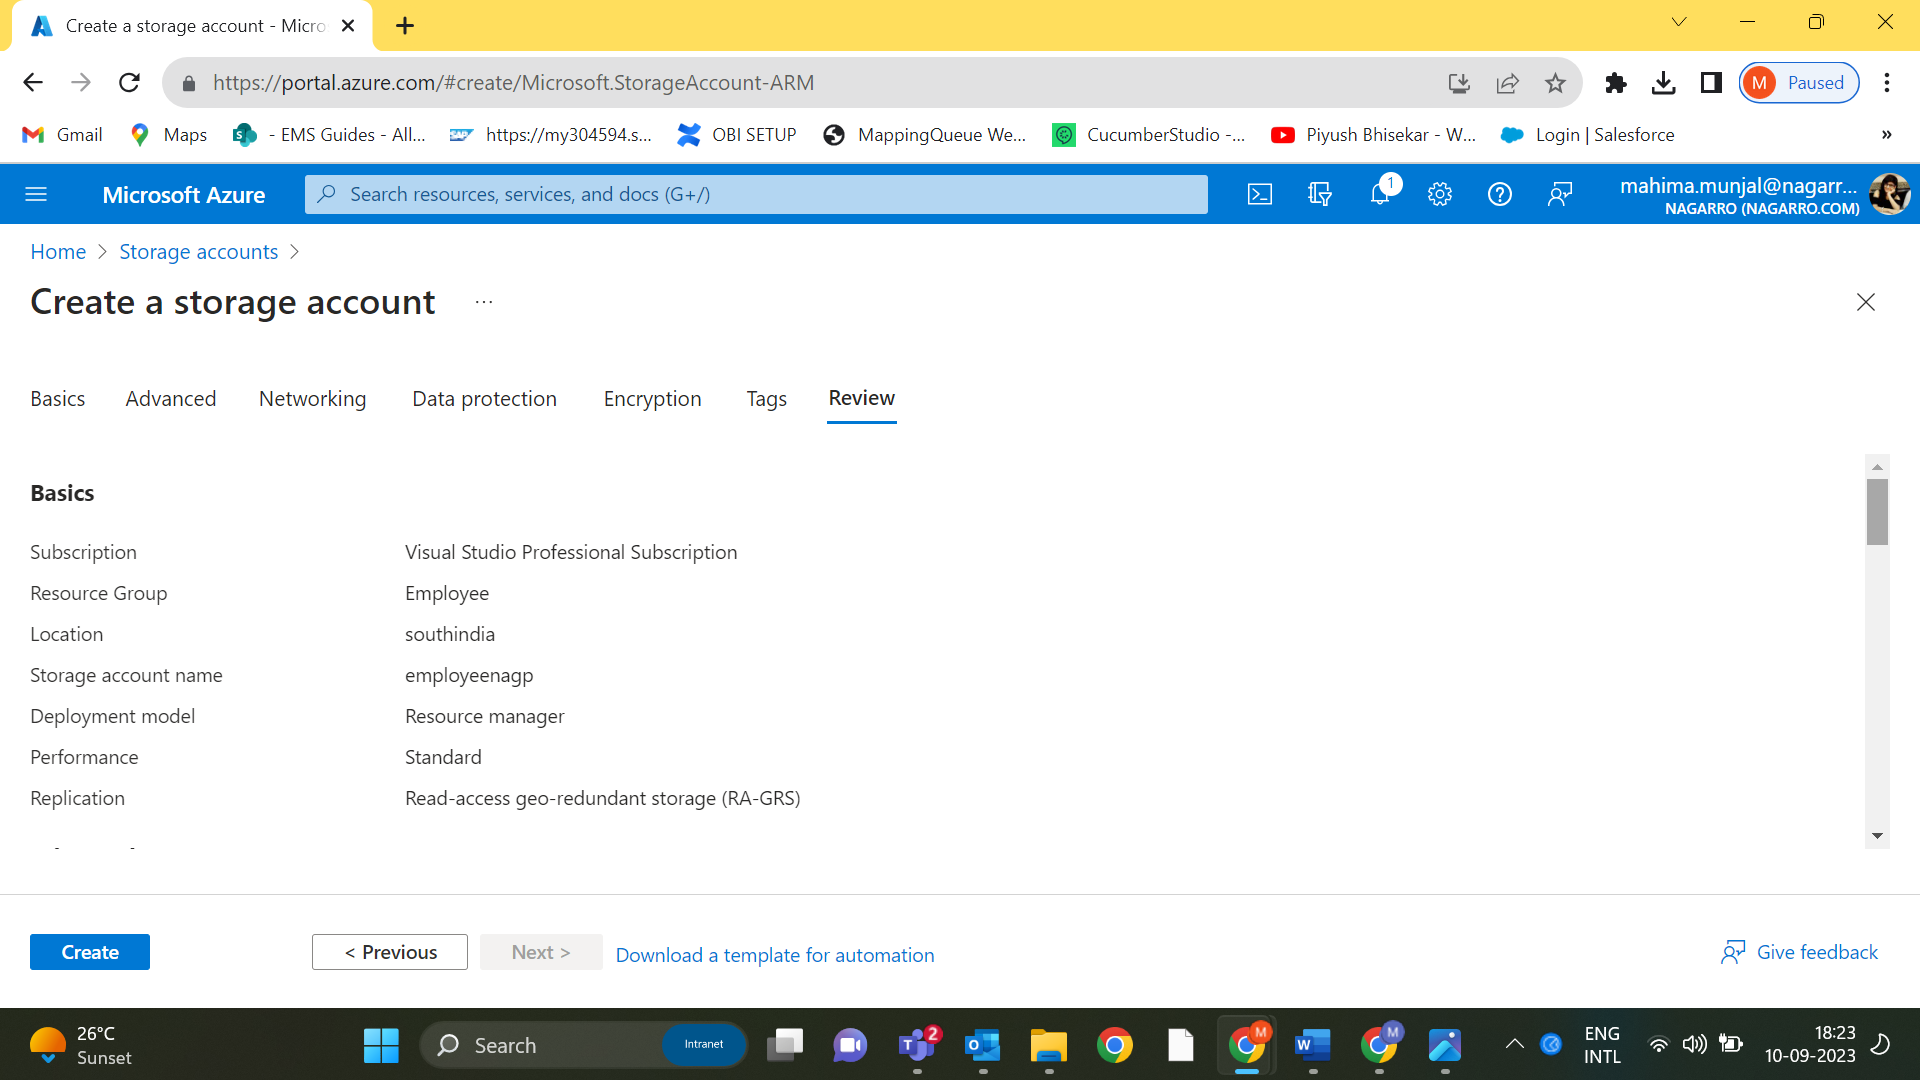 Create a storage account - Micro
https://portal.azure.com/#create/Microsoft.StorageAccount-ARM
M Paused
Gmail
Maps
- EMS Guides - All...
https://my304594.s...
OBI SETUP
MappingQueue We...
CucumberStudio -...
Piyush Bhisekar - W...
Login | Salesforce
»
Microsoft Azure
Search resources, services, and docs (G+/)
1
mahima.munjal@nagarr...
NAGARRO (NAGARRO.COM)
Home > Storage accounts >
Create a storage account ...
Basics Advanced Networking Data protection Encryption Tags Review
Basics
Subscription Visual Studio Professional Subscription
Resource Group Employee
Location southindia
Storage account name employeenagp
Deployment model Resource manager
Performance Standard
Replication Read-access geo-redundant storage (RA-GRS)
Create < Previous Next > Download a template for automation Give feedback
26°C
Sunset
Search
Intranet
2
M
M
ENG
INTL
18:23
10-09-2023